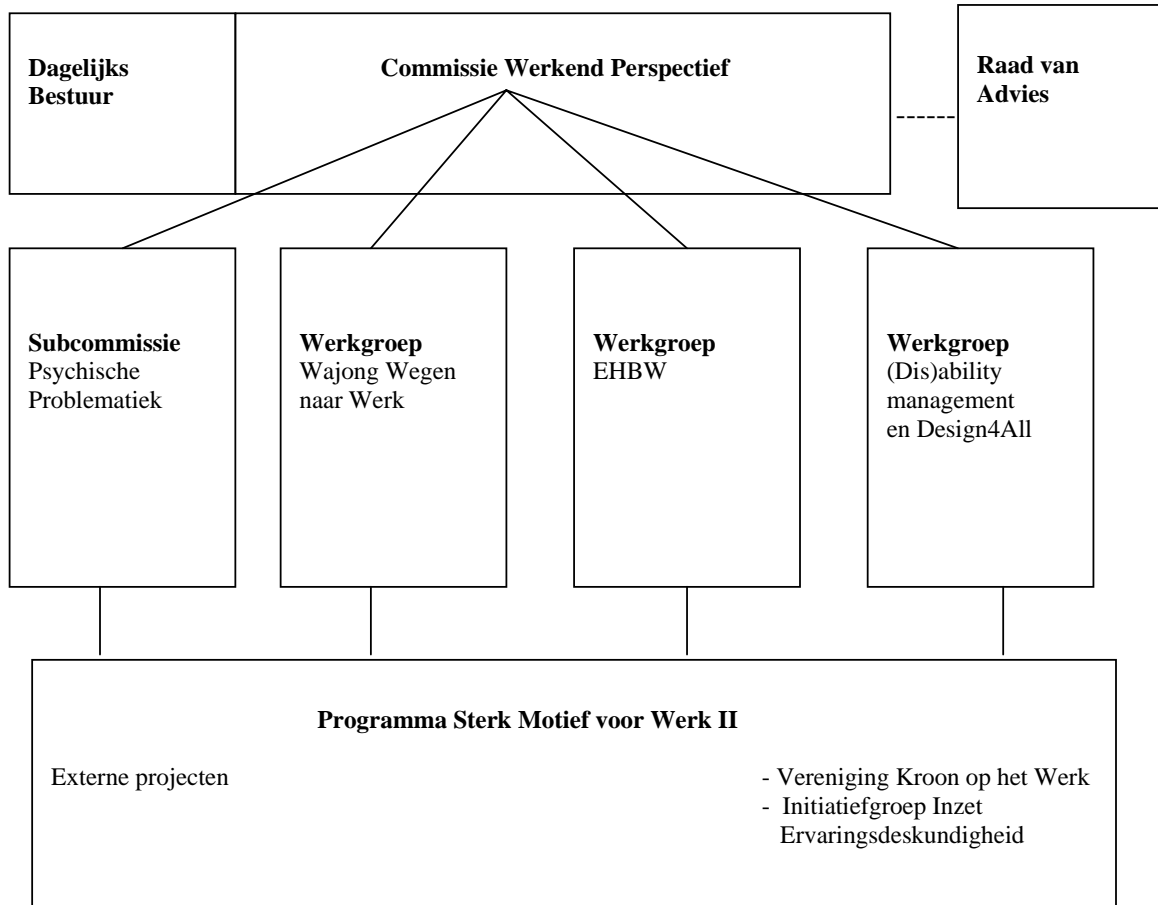 Dagelijks
Bestuur
Commissie Werkend Perspectief
Raad van
Advies
Subcommissie
Psychische
Problematiek
Werkgroep
Wajong Wegen
naar Werk
Werkgroep
EHBW
Werkgroep
(Dis)ability
management
en Design4All
Programma Sterk Motief voor Werk II
Externe projecten
- Vereniging Kroon op het Werk
- Initiatiefgroep Inzet
Ervaringsdeskundigheid